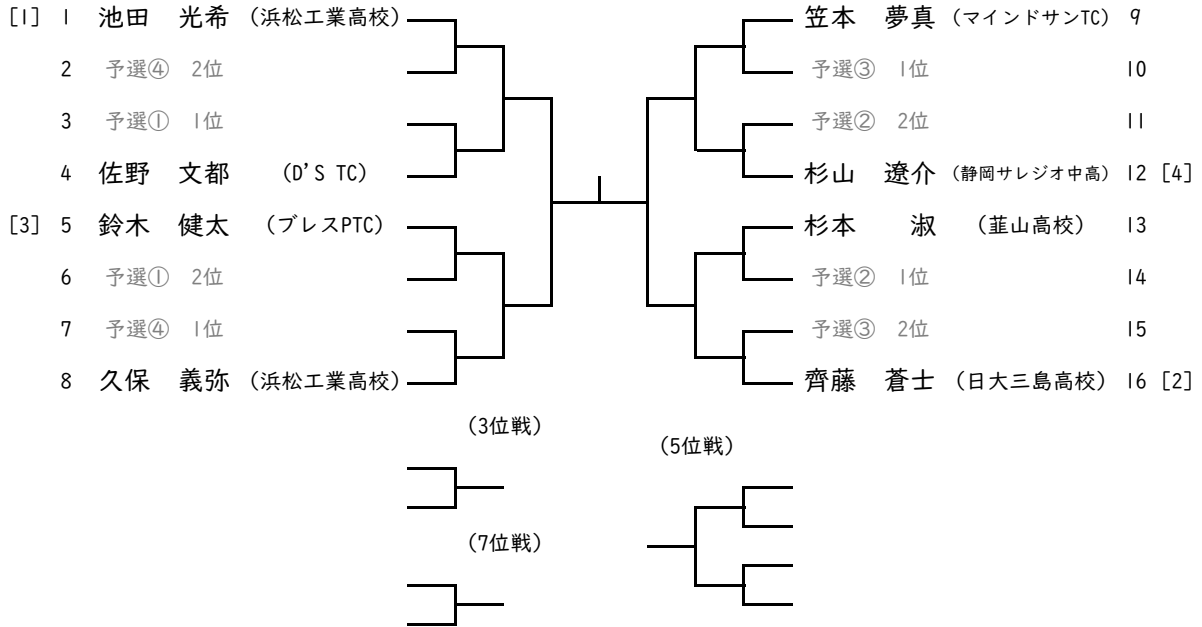 [1] 1 池田 光希 (浜松工業高校)
2 予選④ 2位
3 予選① 1位
4 佐野 文都 (D'S TC)
[3] 5 鈴木 健太 (ブレスPTC)
6 予選① 2位
7 予選④ 1位
8 久保 義弥 (浜松工業高校)
笠本 夢真 (マインドサンTC) 9
予選③ 1位 10
予選② 2位 11
杉山 遼介 (静岡サレジオ中高) 12 [4]
杉本 淑 (韮山高校) 13
予選② 1位 14
予選③ 2位 15
齊藤 蒼士 (日大三島高校) 16 [2]
(3位戦)
(5位戦)
(7位戦)